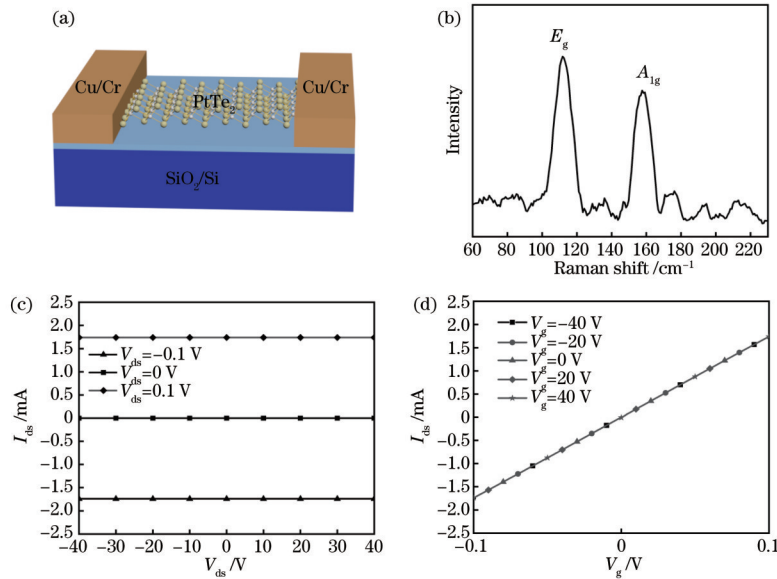 (a)
Cu/Cr
PtTe2
Cu/Cr
SiO2/Si
(b)
Eg
A1g
Intensity
60 80 100 120 140 160 180 200 220
Raman shift /cm−1
(c)
2.5
2.0
1.5
1.0
0.5
0
−0.5
−1.0
−1.5
−2.0
−2.5
Ids /mA
Vds=−0.1 V
Vds=0 V
Vds=0.1 V
−40 −30 −20 −10 0 10 20 30 40
Vds /V
(d)
2.5
2.0
1.5
1.0
0.5
0
−0.5
−1.0
−1.5
−2.0
−2.5
Ids /mA
Vg=−40 V
Vg=−20 V
Vg=0 V
Vg=20 V
Vg=40 V
−0.1 0 0.1
Vg /V